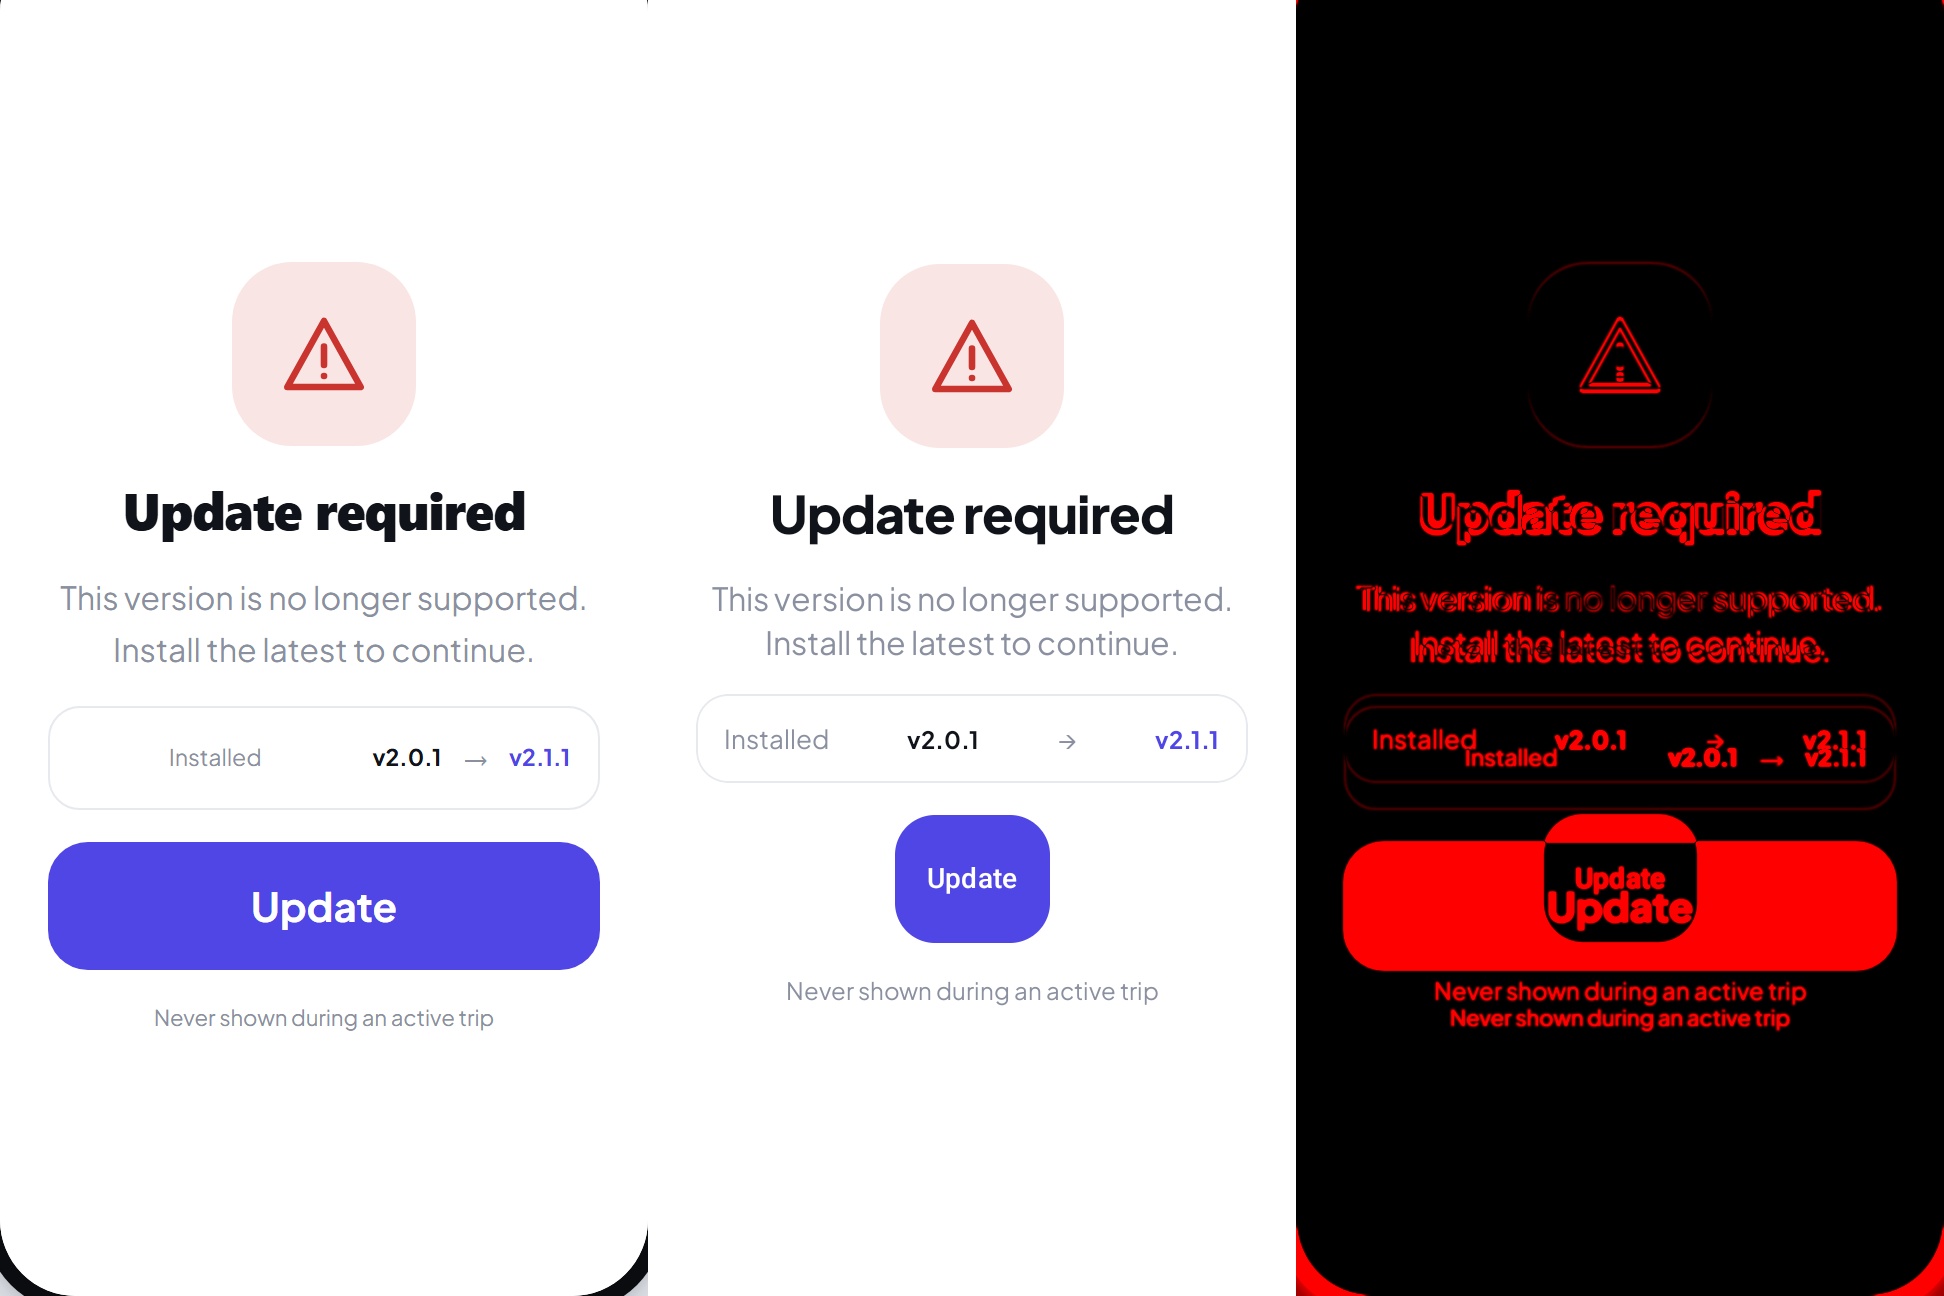 Update required
This version is no longer supported.
Install the latest to continue.
Installed v2.0.1 → v2.1.1
Update
Never shown during an active trip
Update required
This version is no longer supported.
Install the latest to continue.
Installed v2.0.1 → v2.1.1
Update
Never shown during an active trip
Update required
This version is no longer supported.
Install the latest to continue.
Installed v2.0.1 → v2.1.1
Installed v2.0.1 → v2.1.1
Update
Update
Never shown during an active trip
Never shown during an active trip